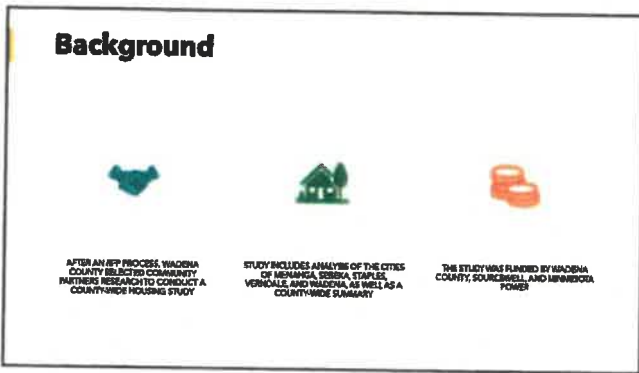 Background
AFTER AN RFP PROCESS, WADENA
COUNTY SELECTED COMMUNITY
PARTNERS RESEARCH TO CONDUCT A
COUNTY-WIDE HOUSING STUDY
STUDY INCLUDES ANALYSIS OF THE CITIES
OF MENAHGA, SEBEKA, STAPLES,
VERNDALE, AND WADENA, AS WELL AS A
COUNTY-WIDE SUMMARY
THE STUDY WAS FUNDED BY WADENA
COUNTY, SOURCEWELL, AND MINNESOTA
POWER